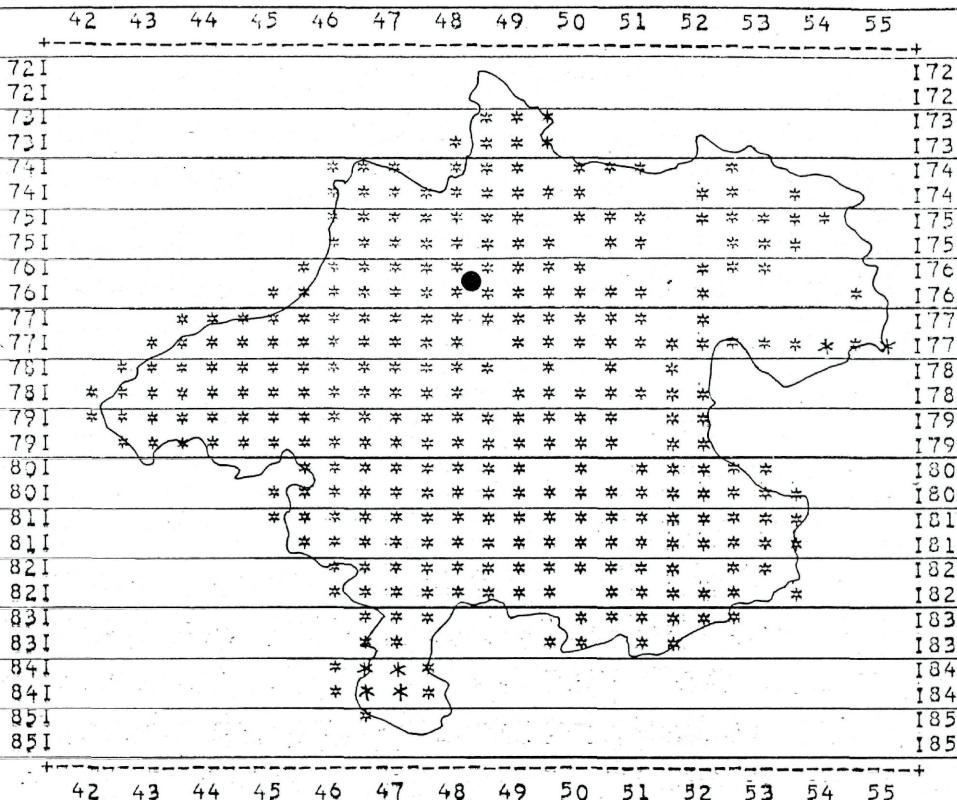 42 43 44 45 46 47 48 49 50 51 52 53 54 55
72I I72
72I I72
73I I73
73I I73
74I I74
74I I74
75I I75
75I I75
76I I76
76I I76
77I I77
77I I77
78I I78
78I I78
79I I79
79I I79
80I I80
80I I80
81I I81
81I I81
82I I82
82I I82
83I I83
83I I83
84I I84
84I I84
85I I85
85I I85
42 43 44 45 46 47 48 49 50 51 52 53 54 55